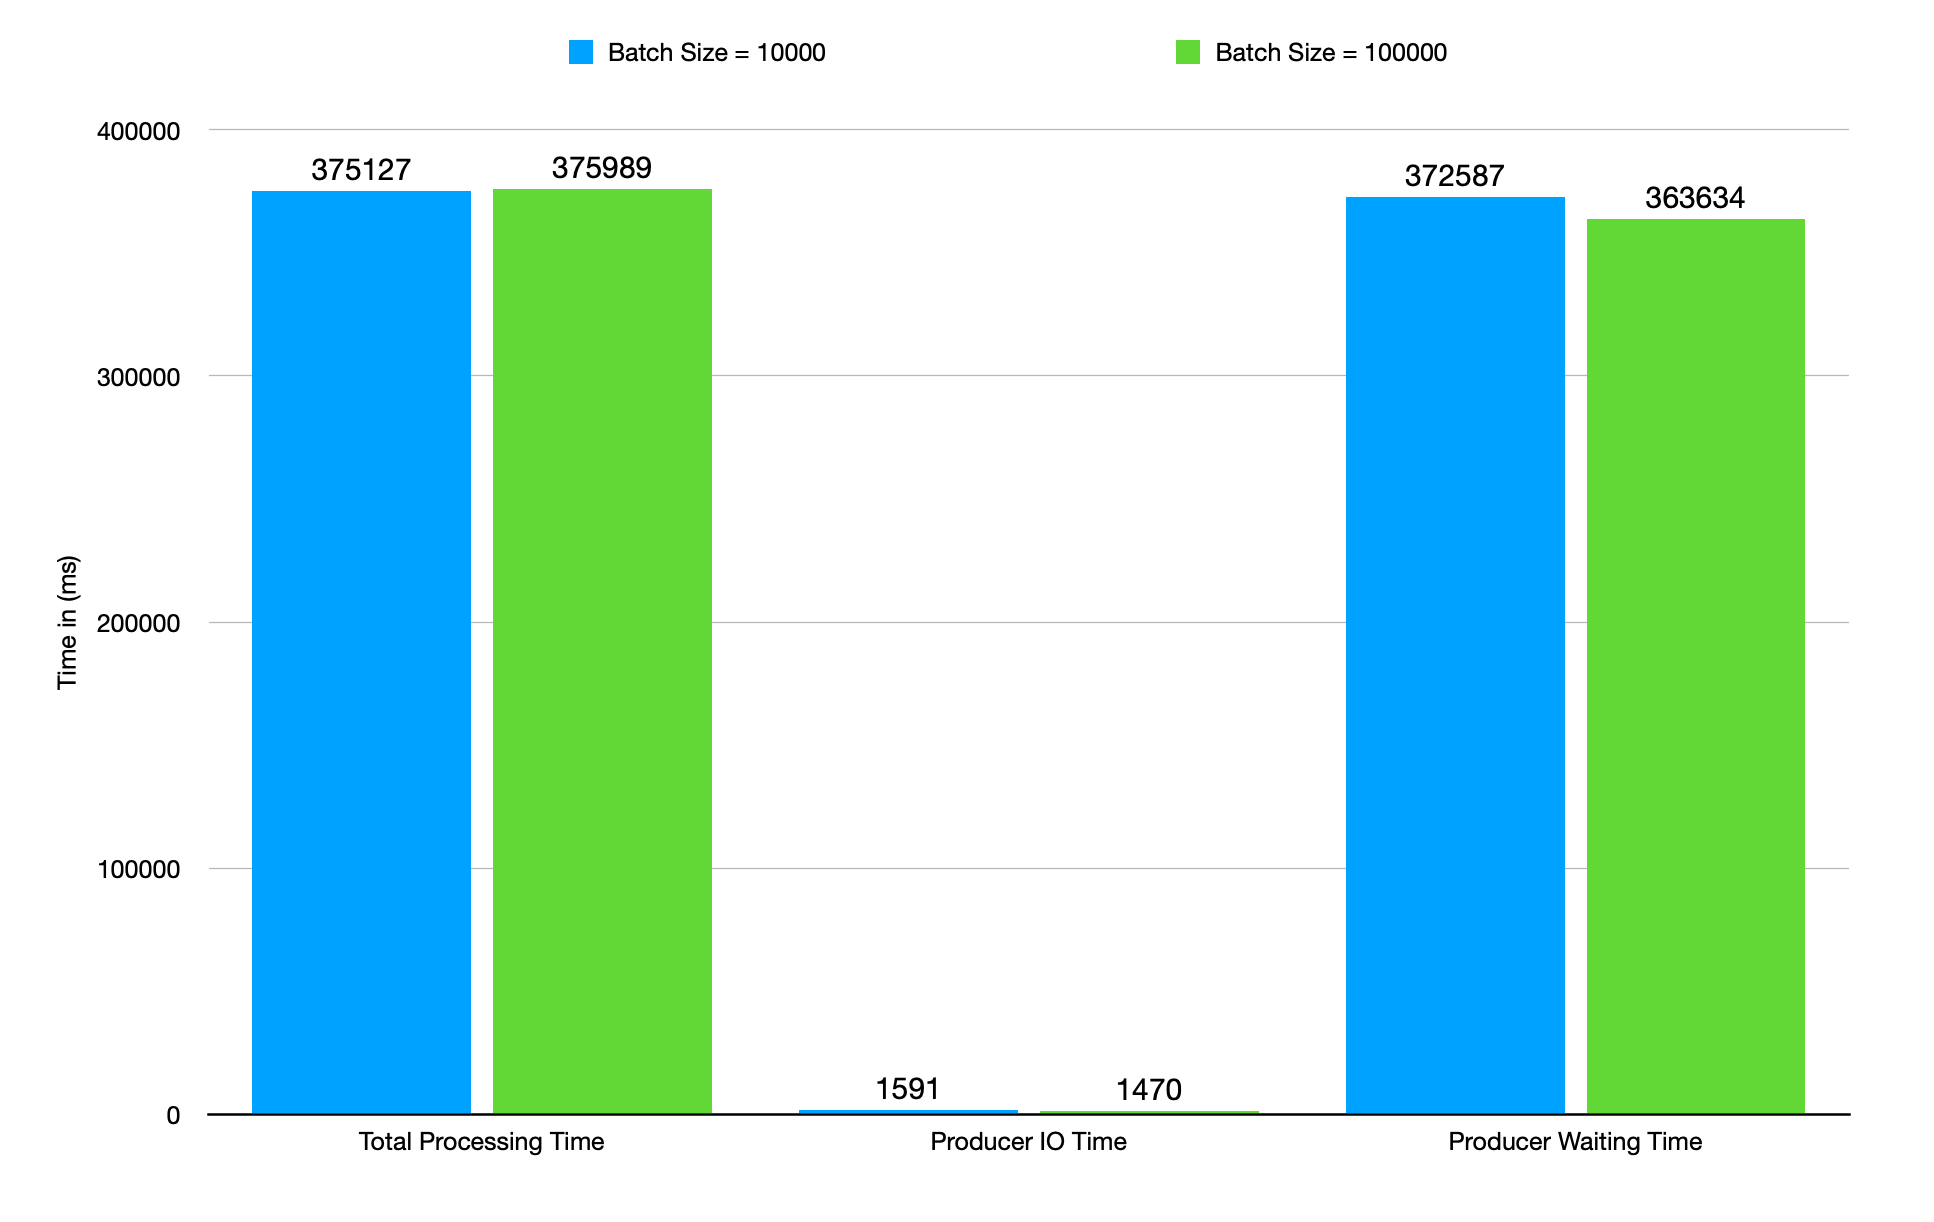 Batch Size = 10000
Batch Size = 100000
400000
300000
200000
100000
0
Time in (ms)
375127
375989
1591
1470
372587
363634
Total Processing Time
Producer IO Time
Producer Waiting Time